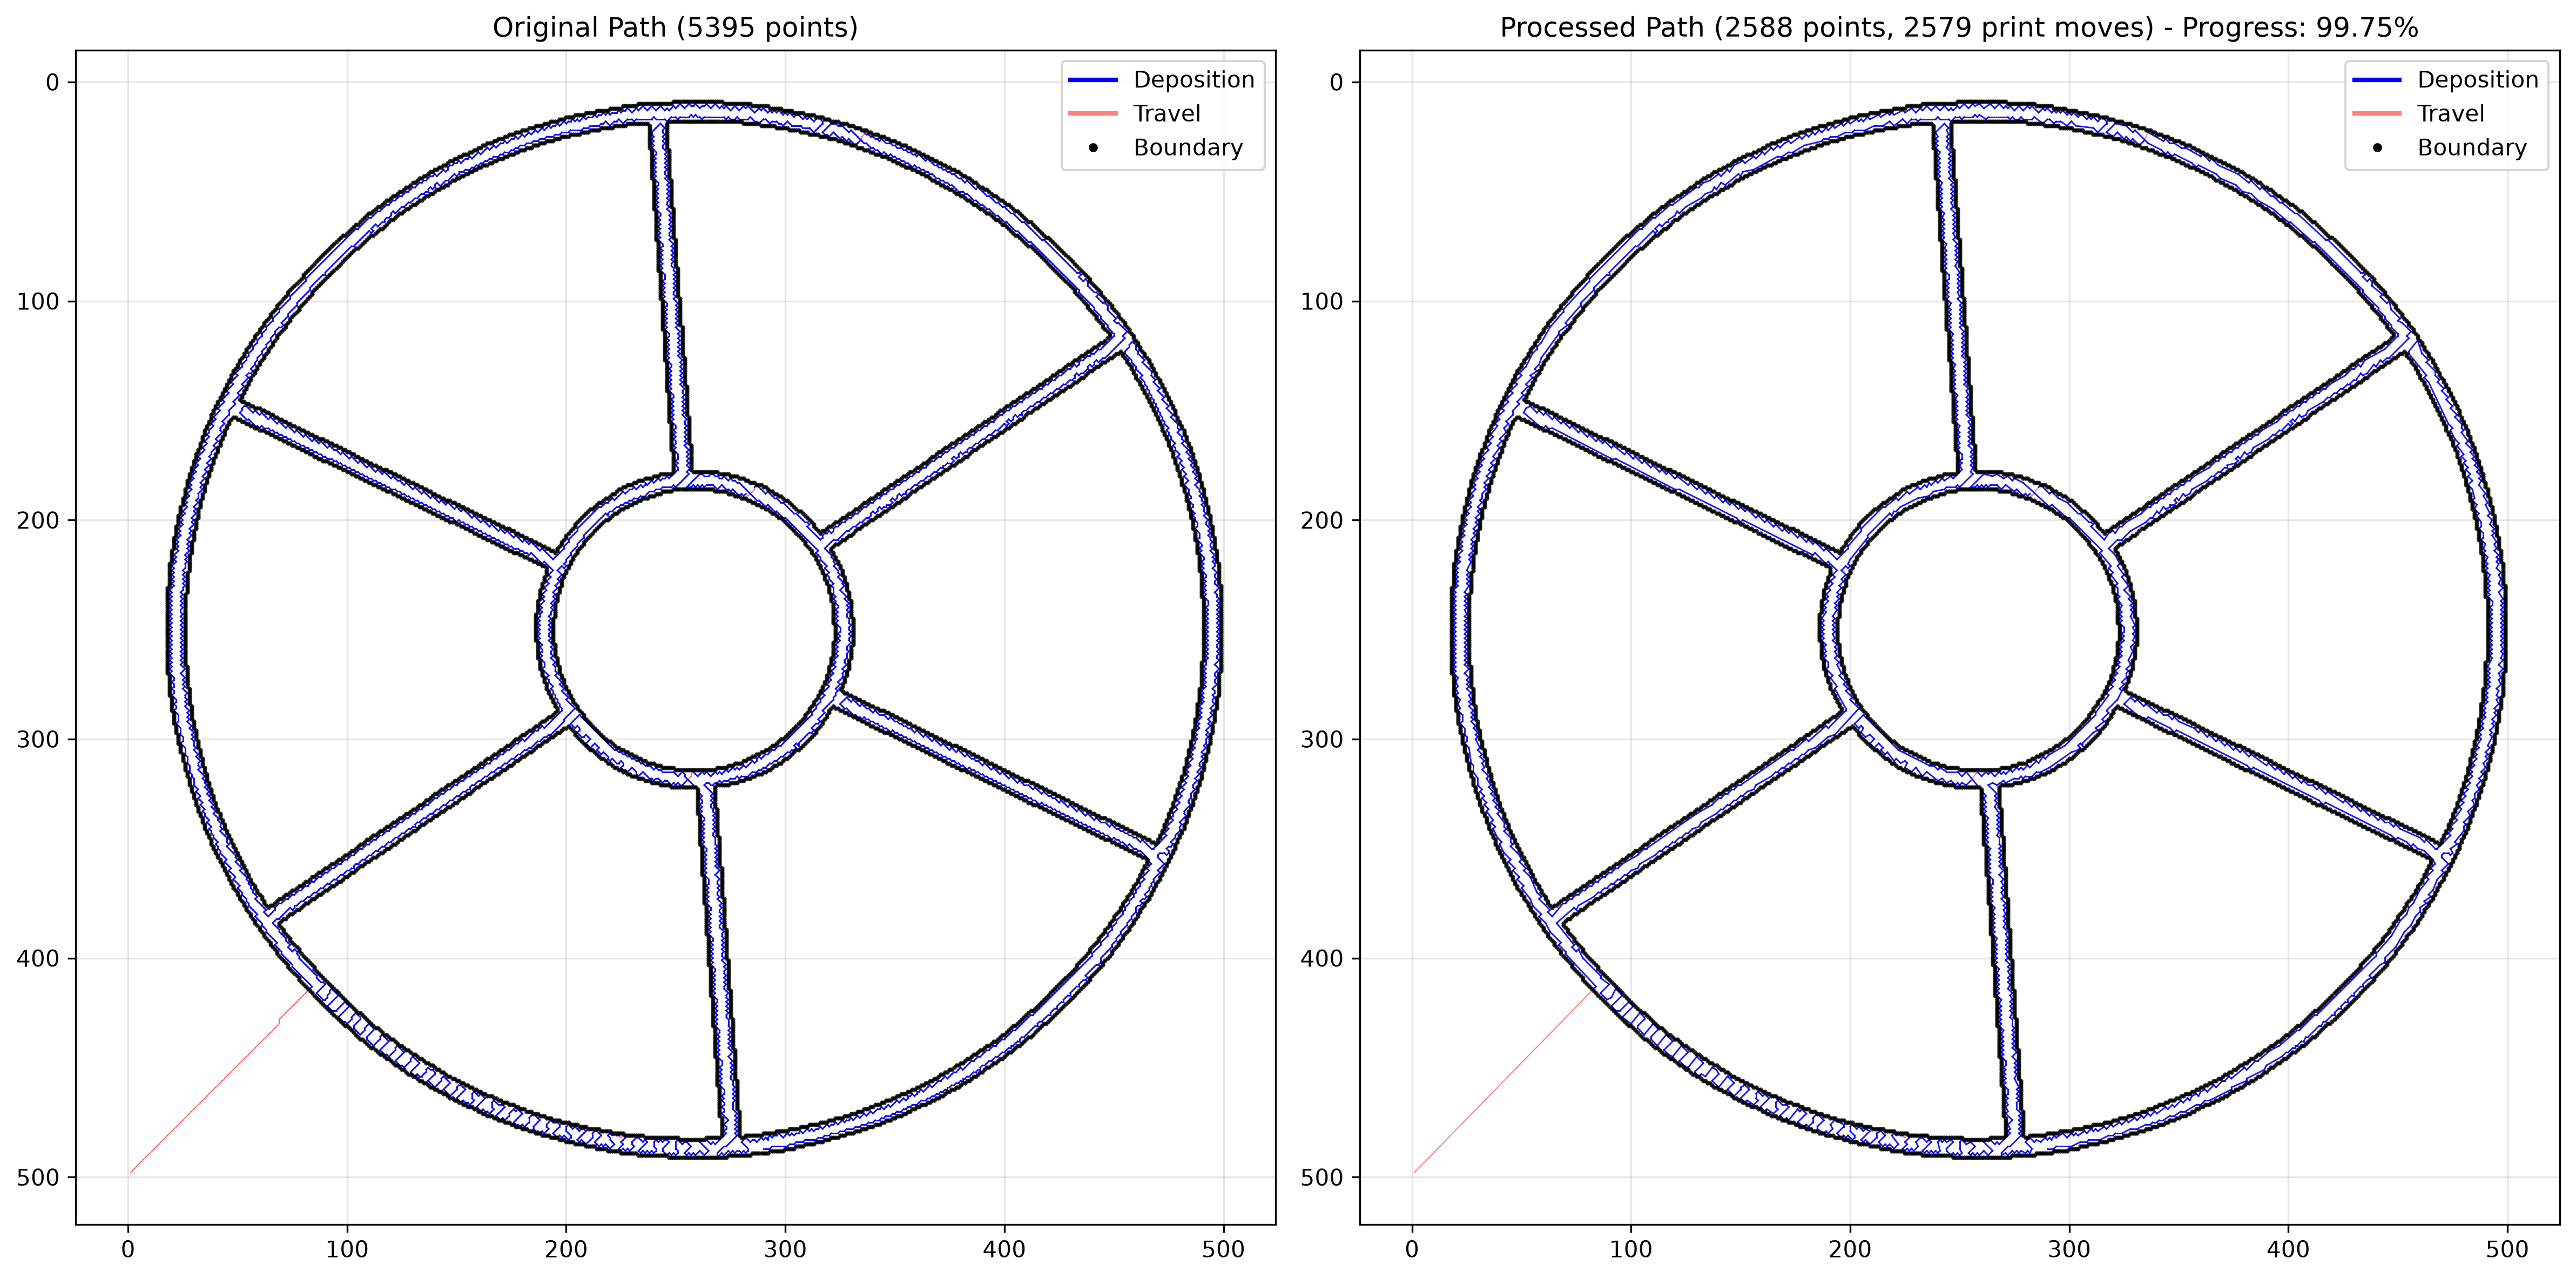 Original Path (5395 points)
Deposition
Travel
Boundary
0
100
200
300
400
500
0 100 200 300 400 500
Processed Path (2588 points, 2579 print moves) - Progress: 99.75%
Deposition
Travel
Boundary
0
100
200
300
400
500
0 100 200 300 400 500